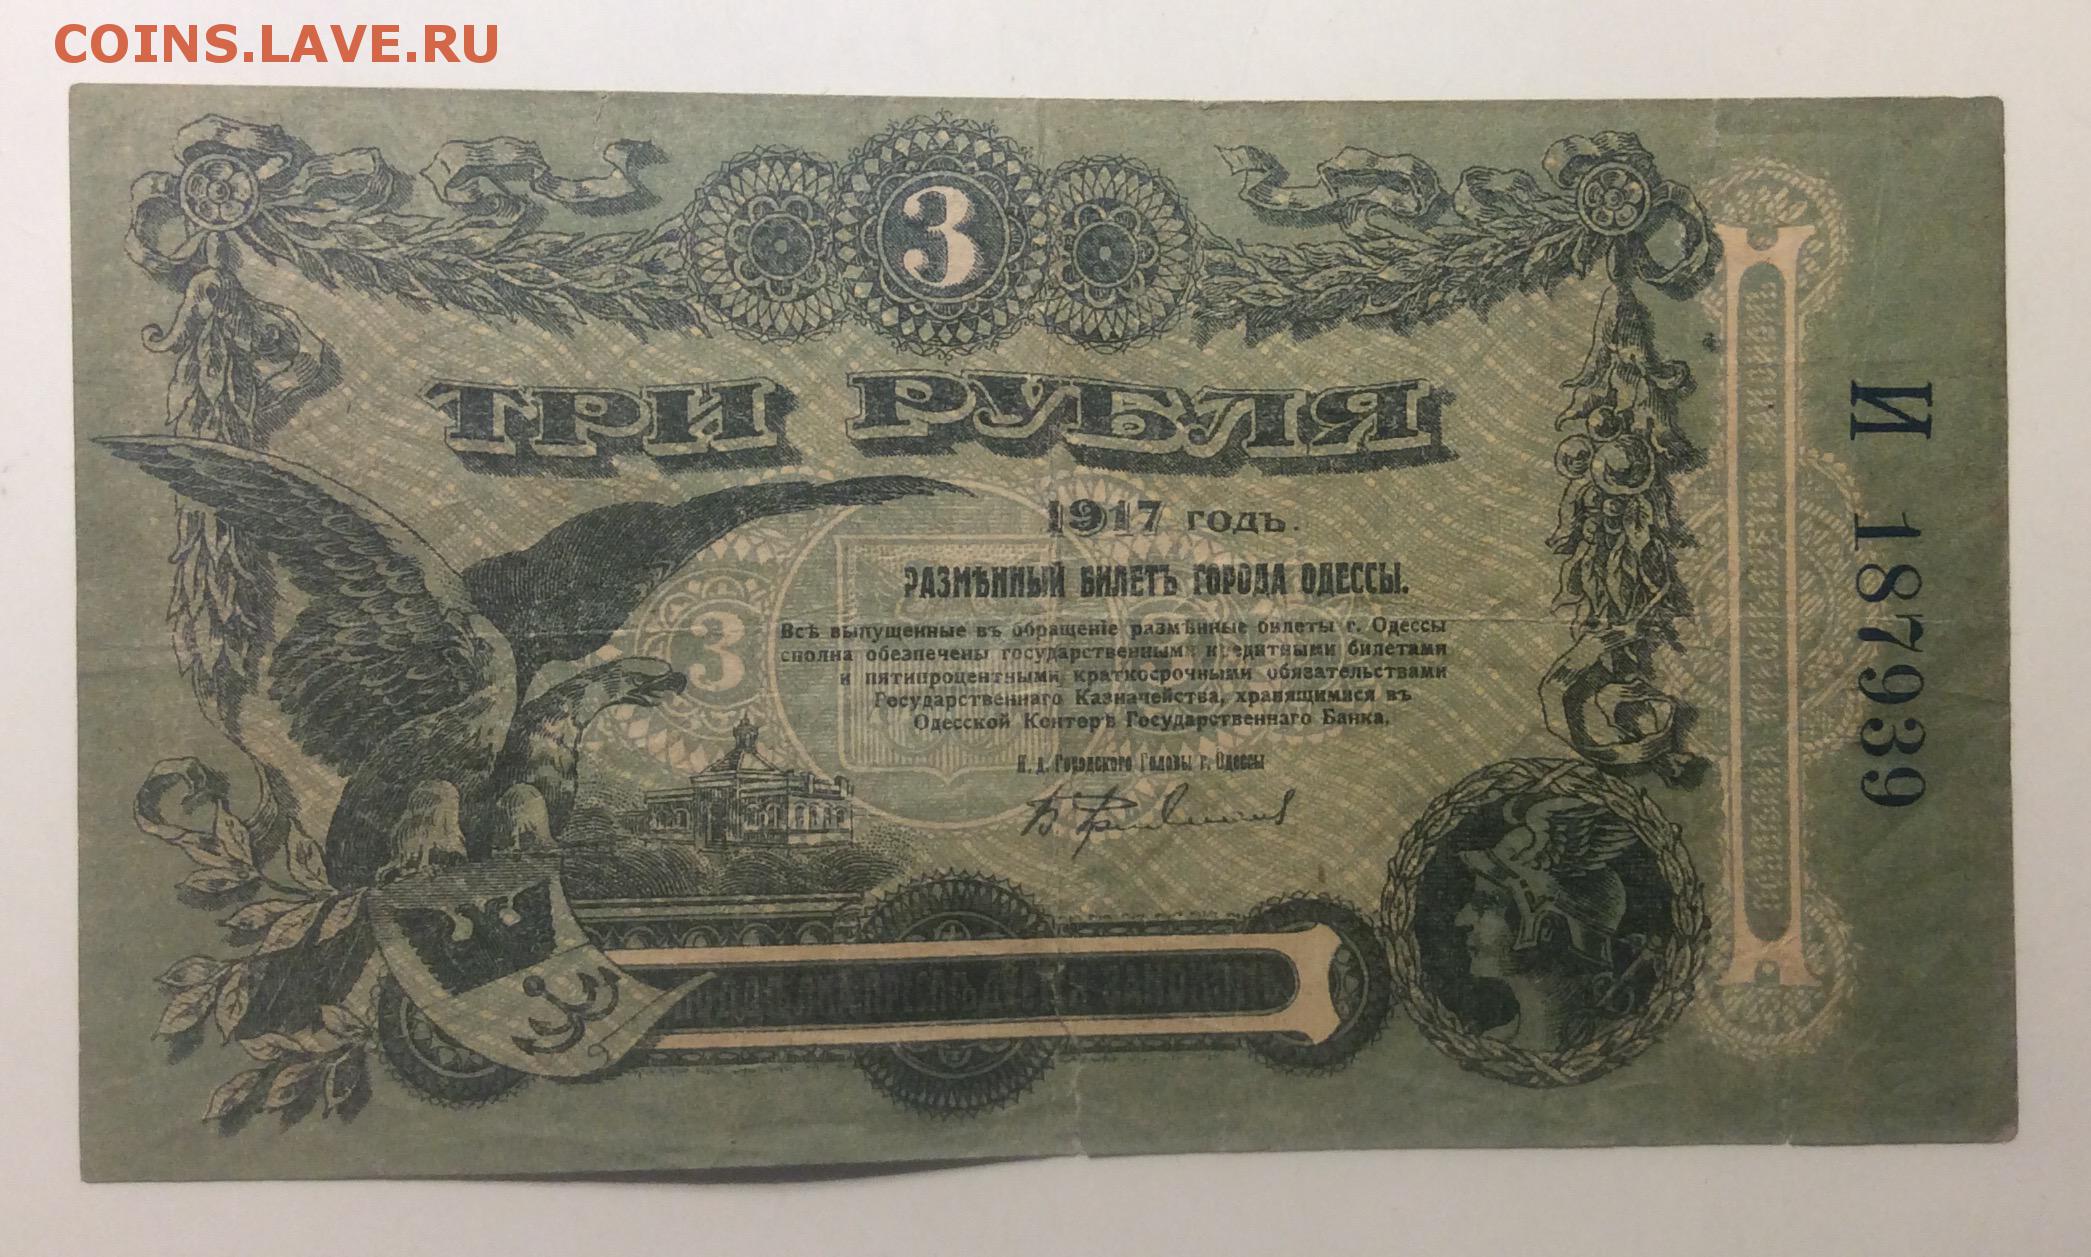 COINS.LAVE.RU
3
ТРИ РУБЛЯ
1917 годъ.
РАЗМѢННЫЙ БИЛЕТЪ ГОРОДА ОДЕССЫ.
3
Всѣ выпущенные въ обращеніе размѣнные билеты г. Одессы
сполна обезпечены государственными кредитными билетами
и пятипроцентными краткосрочными обязательствами
Государственнаго Казначейства, хранящимися въ
Одесской Конторѣ Государственнаго Банка.
И. д. Городского Головы г. Одессы
И 187939